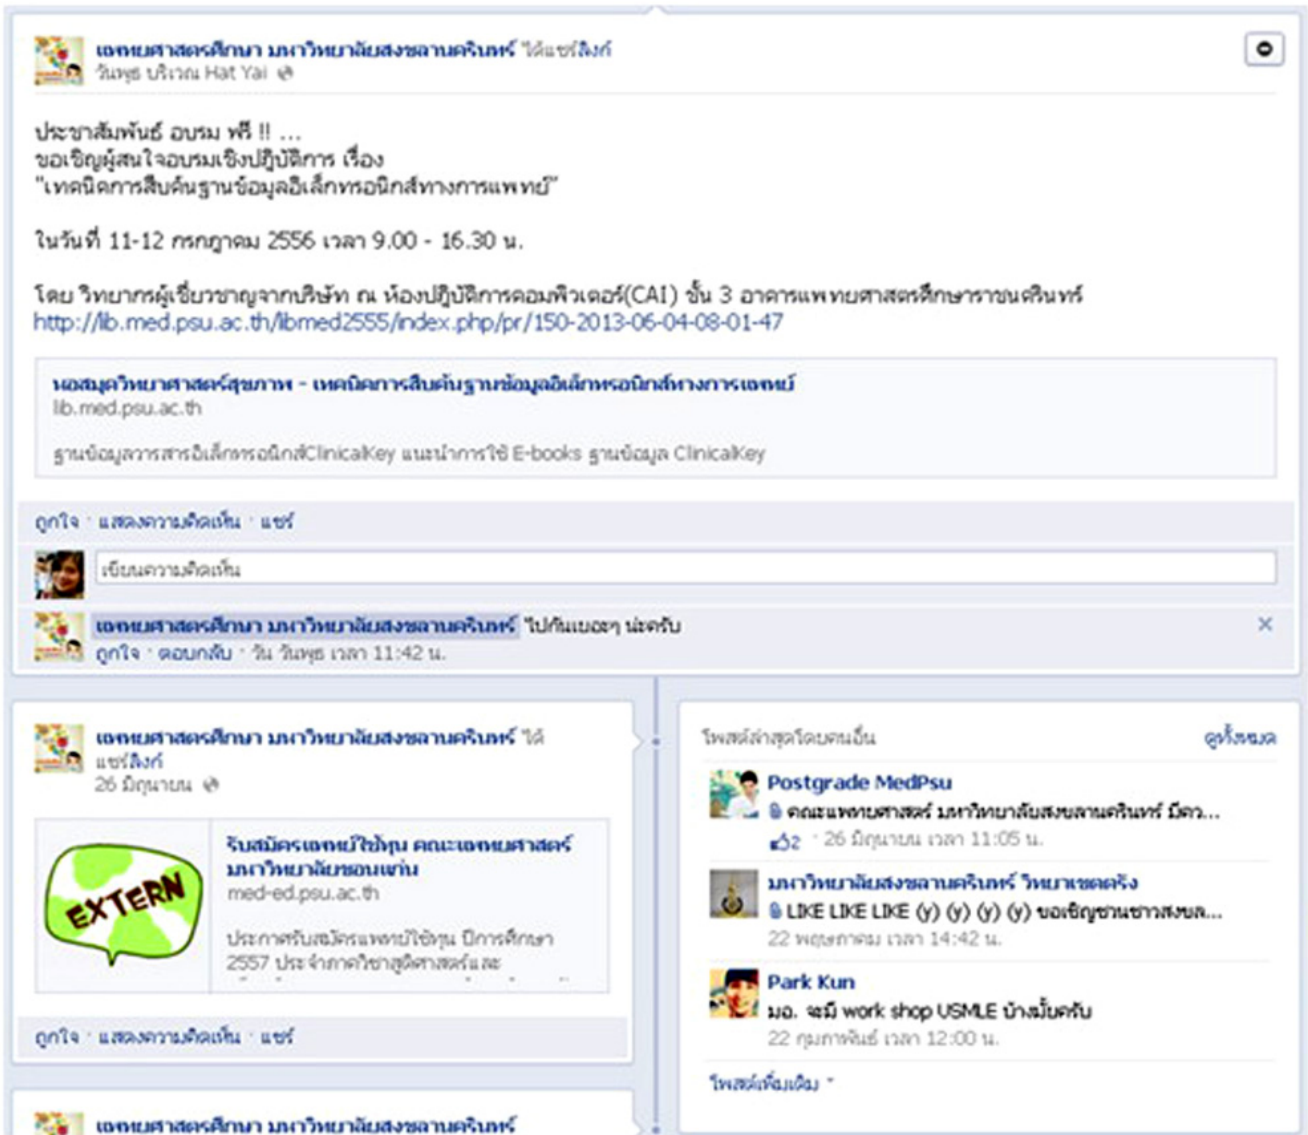 แพทยศาสตรศึกษา มหาวิทยาลัยสงขลานครินทร์ ได้แชร์ลิงก์
วันพุธ บริเวณ Hat Yai
ประชาสัมพันธ์ อบรม ฟรี !! ...
ขอเชิญผู้สนใจอบรมเชิงปฏิบัติการ เรื่อง
"เทคนิคการสืบค้นฐานข้อมูลอิเล็กทรอนิกส์ทางการแพทย์"
ในวันที่ 11-12 กรกฎาคม 2556 เวลา 9.00 - 16.30 น.
โดย วิทยากรผู้เชี่ยวชาญจากบริษัท ณ ห้องปฏิบัติการคอมพิวเตอร์(CAI) ชั้น 3 อาคารแพทยศาสตรศึกษาราชนครินทร์
http://lib.med.psu.ac.th/libmed2555/index.php/pr/150-2013-06-04-08-01-47
หอสมุดวิทยาศาสตร์สุขภาพ - เทคนิคการสืบค้นฐานข้อมูลอิเล็กทรอนิกส์ทางการแพทย์
lib.med.psu.ac.th
ฐานข้อมูลวารสารอิเล็กทรอนิกส์ClinicalKey แนะนำการใช้ E-books ฐานข้อมูล ClinicalKey
ถูกใจ · แสดงความคิดเห็น · แชร์
เขียนความคิดเห็น
แพทยศาสตรศึกษา มหาวิทยาลัยสงขลานครินทร์ ไปกันเยอะๆ น่ะครับ
ถูกใจ · ตอบกลับ · วัน วันพุธ เวลา 11:42 น.
แพทยศาสตรศึกษา มหาวิทยาลัยสงขลานครินทร์ ได้
แชร์ลิงก์
26 มิถุนายน
EXTERN
รับสมัครแพทย์ใช้ทุน คณะแพทยศาสตร์
มหาวิทยาลัยขอนแก่น
med-ed.psu.ac.th
ประกาศรับสมัครแพทย์ใช้ทุน ปีการศึกษา
2557 ประจำภาควิชาสูติศาสตร์และ
ถูกใจ · แสดงความคิดเห็น · แชร์
โพสต์ล่าสุดโดยคนอื่น
ดูทั้งหมด
Postgrade MedPsu
คณะแพทยศาสตร์ มหาวิทยาลัยสงขลานครินทร์ มีคว...
2 · 26 มิถุนายน เวลา 11:05 น.
มหาวิทยาลัยสงขลานครินทร์ วิทยาเขตตรัง
LIKE LIKE LIKE (y) (y) (y) (y) ขอเชิญชวนชาวสงขล...
22 พฤษภาคม เวลา 14:42 น.
Park Kun
มอ. จะมี work shop USMLE บ้างมั้ยครับ
22 กุมภาพันธ์ เวลา 12:00 น.
โพสต์เพิ่มเติม
แพทยศาสตรศึกษา มหาวิทยาลัยสงขลานครินทร์